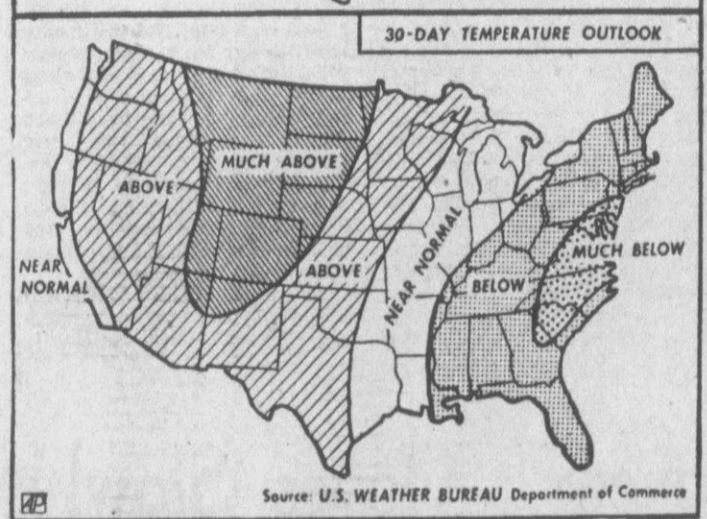 30-DAY TEMPERATURE OUTLOOK
MUCH ABOVE
ABOVE
NEAR
NORMAL
ABOVE
NEAR NORMAL
BELOW
MUCH BELOW
AP
Source: U.S. WEATHER BUREAU Department of Commerce